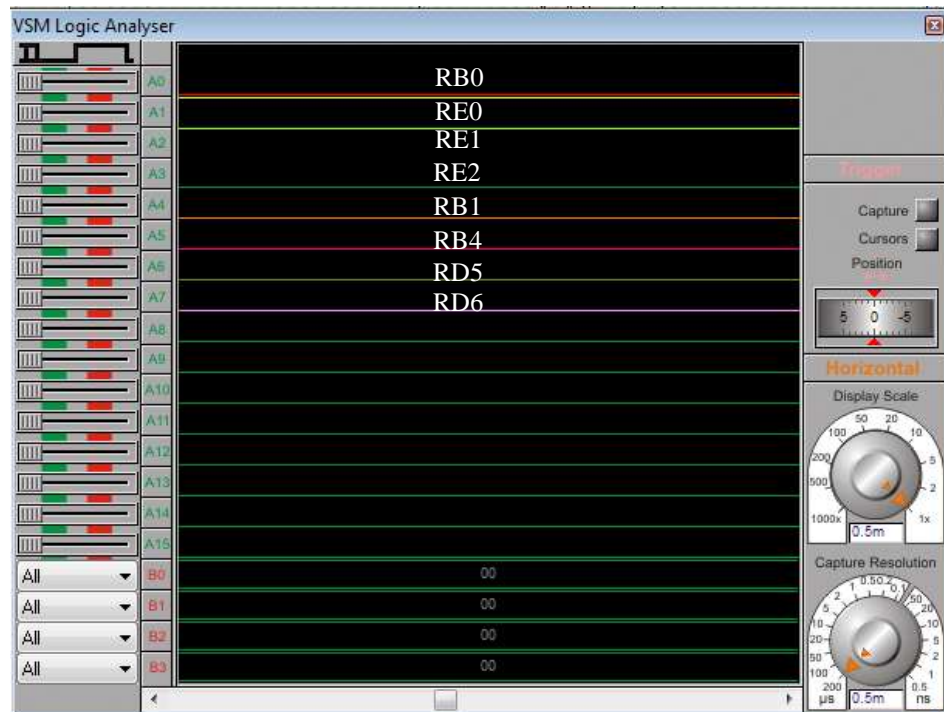 VSM Logic Analyser
A0
RB0
A1
RE0
A2
RE1
A3
RE2
A4
RB1
A5
RB4
A6
RD5
A7
RD6
A8
A9
A10
A11
A12
A13
A14
A15
All
B0
00
All
B1
00
All
B2
00
All
B3
00
Trigger
Capture
Cursors
Position
5 0 -5
Horizontal
Display Scale
1000x 500 200 100 50 20 10 5 2 1x
0.5m
Capture Resolution
200 100 50 20 10 5 2 1 0.5 0.2 0.1 50 20 10 5 2 1 0.5
µs
0.5m
ns